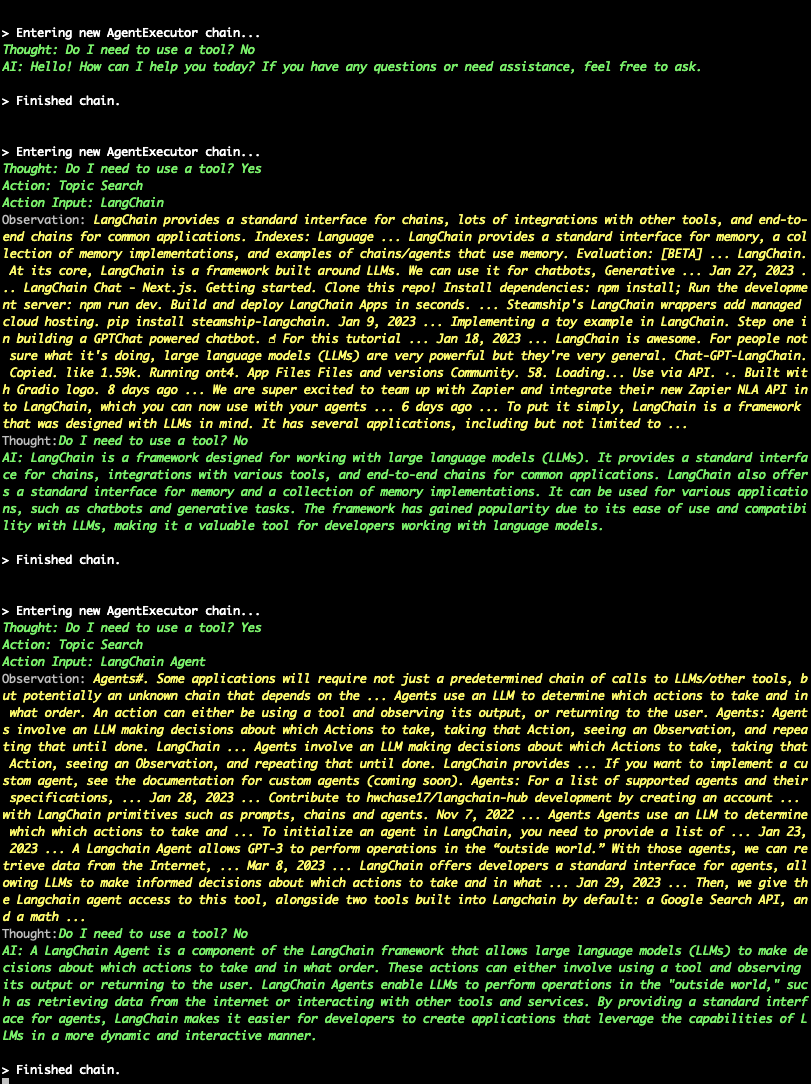 > Entering new AgentExecutor chain...
Thought: Do I need to use a tool? No
AI: Hello! How can I help you today? If you have any questions or need assistance, feel free to ask.
> Finished chain.
> Entering new AgentExecutor chain...
Thought: Do I need to use a tool? Yes
Action: Topic Search
Action Input: LangChain
Observation: LangChain provides a standard interface for chains, lots of integrations with other tools, and end-to-
end chains for common applications. Indexes: Language ... LangChain provides a standard interface for memory, a col
lection of memory implementations, and examples of chains/agents that use memory. Evaluation: [BETA] ... LangChain.
At its core, LangChain is a framework built around LLMs. We can use it for chatbots, Generative ... Jan 27, 2023 .
.. LangChain Chat - Next.js. Getting started. Clone this repo! Install dependencies: npm install; Run the developme
nt server: npm run dev. Build and deploy LangChain Apps in seconds. ... Steamship's LangChain wrappers add managed
cloud hosting. pip install steamship-langchain. Jan 9, 2023 ... Implementing a toy example in LangChain. Step one i
n building a GPTChat powered chatbot. ☝ For this tutorial ... Jan 18, 2023 ... LangChain is awesome. For people not
sure what it's doing, large language models (LLMs) are very powerful but they're very general. Chat-GPT-LangChain.
Copied. like 1.59k. Running ont4. App Files Files and versions Community. 58. Loading... Use via API. ·. Built wit
h Gradio logo. 8 days ago ... We are super excited to team up with Zapier and integrate their new Zapier NLA API in
to LangChain, which you can now use with your agents ... 6 days ago ... To put it simply, LangChain is a framework
that was designed with LLMs in mind. It has several applications, including but not limited to ...
Thought:Do I need to use a tool? No
AI: LangChain is a framework designed for working with large language models (LLMs). It provides a standard interfa
ce for chains, integrations with various tools, and end-to-end chains for common applications. LangChain also offer
s a standard interface for memory and a collection of memory implementations. It can be used for various applicatio
ns, such as chatbots and generative tasks. The framework has gained popularity due to its ease of use and compatibi
lity with LLMs, making it a valuable tool for developers working with language models.
> Finished chain.
> Entering new AgentExecutor chain...
Thought: Do I need to use a tool? Yes
Action: Topic Search
Action Input: LangChain Agent
Observation: Agents#. Some applications will require not just a predetermined chain of calls to LLMs/other tools, b
ut potentially an unknown chain that depends on the ... Agents use an LLM to determine which actions to take and in
what order. An action can either be using a tool and observing its output, or returning to the user. Agents: Agent
s involve an LLM making decisions about which Actions to take, taking that Action, seeing an Observation, and repea
ting that until done. LangChain ... Agents involve an LLM making decisions about which Actions to take, taking that
Action, seeing an Observation, and repeating that until done. LangChain provides ... If you want to implement a cu
stom agent, see the documentation for custom agents (coming soon). Agents: For a list of supported agents and their
specifications, ... Jan 28, 2023 ... Contribute to hwchase17/langchain-hub development by creating an account ...
with LangChain primitives such as prompts, chains and agents. Nov 7, 2022 ... Agents Agents use an LLM to determine
which which actions to take and ... To initialize an agent in LangChain, you need to provide a list of ... Jan 23,
2023 ... A Langchain Agent allows GPT-3 to perform operations in the “outside world.” With those agents, we can re
trieve data from the Internet, ... Mar 8, 2023 ... LangChain offers developers a standard interface for agents, all
owing LLMs to make informed decisions about which actions to take and in what ... Jan 29, 2023 ... Then, we give th
e Langchain agent access to this tool, alongside two tools built into Langchain by default: a Google Search API, an
d a math ...
Thought:Do I need to use a tool? No
AI: A LangChain Agent is a component of the LangChain framework that allows large language models (LLMs) to make de
cisions about which actions to take and in what order. These actions can either involve using a tool and observing
its output or returning to the user. LangChain Agents enable LLMs to perform operations in the "outside world," suc
h as retrieving data from the internet or interacting with other tools and services. By providing a standard interf
ace for agents, LangChain makes it easier for developers to create applications that leverage the capabilities of L
LMs in a more dynamic and interactive manner.
> Finished chain.